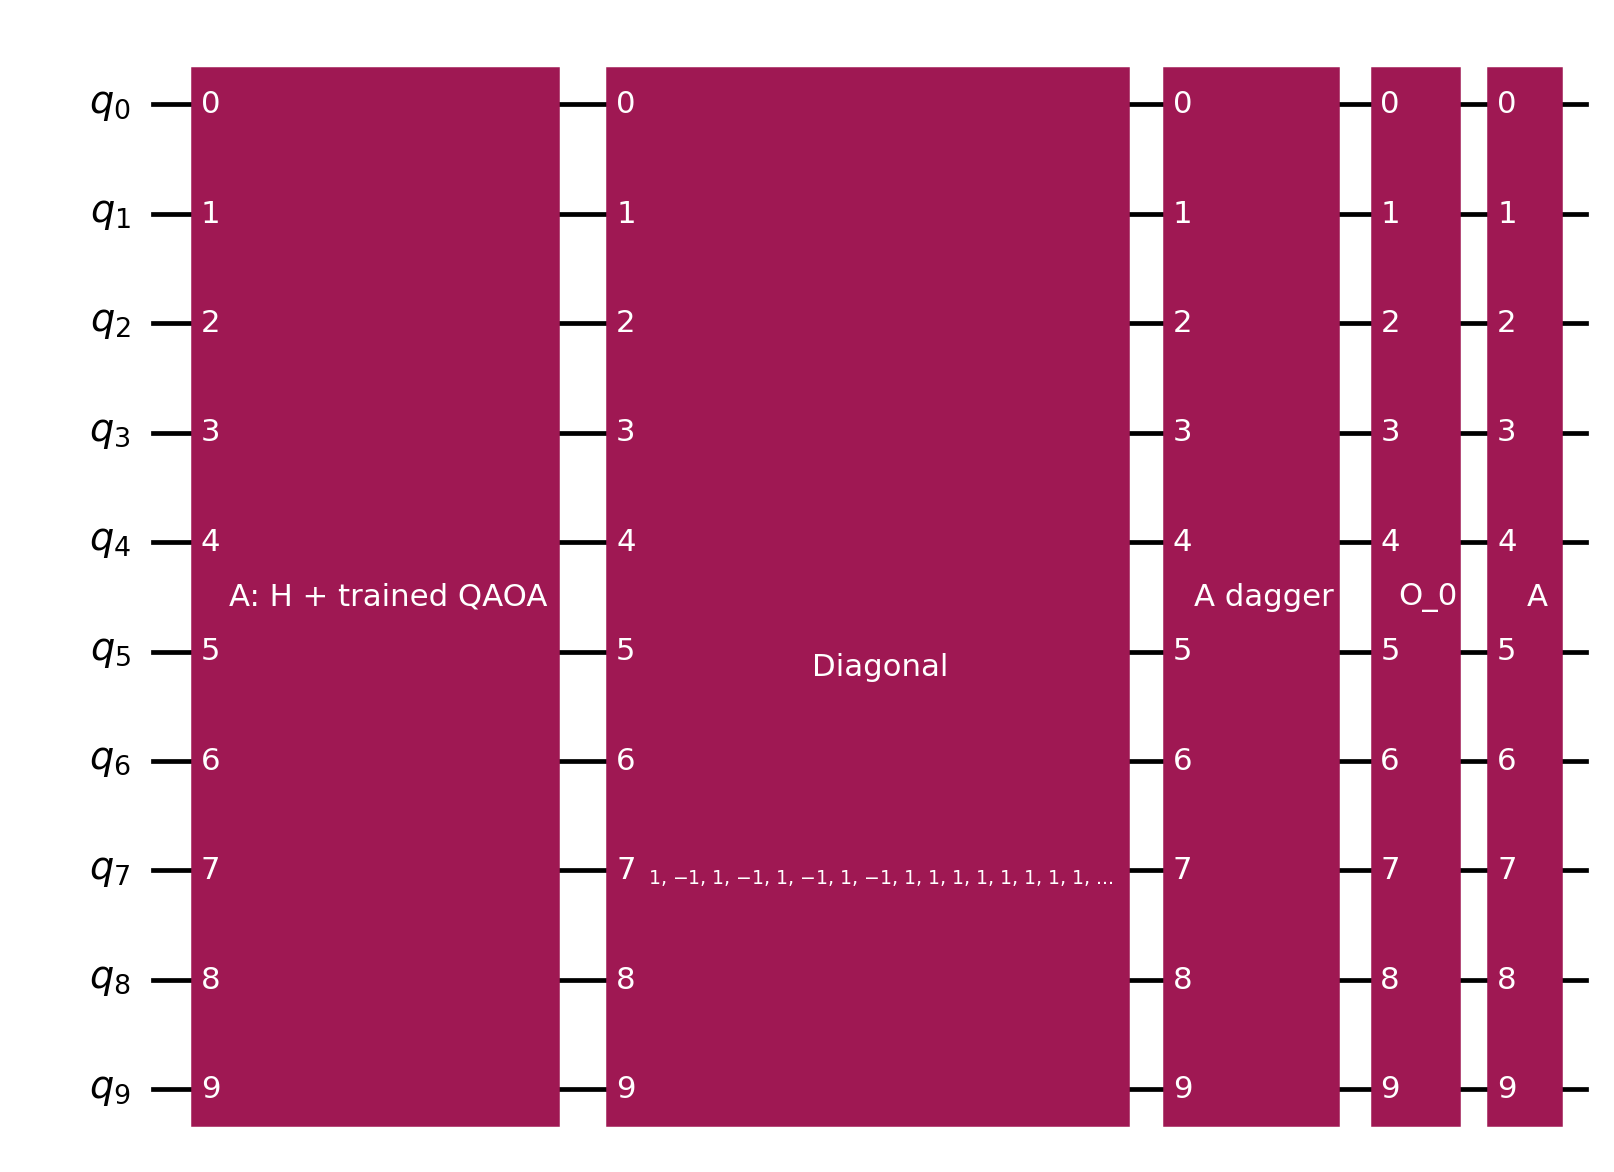 q0 0 0 0 0 0
q1 1 1 1 1 1
q2 2 2 2 2 2
q3 3 3 3 3 3
q4 4 4 4 4 4
A: H + trained QAOA A dagger O_0 A
q5 5 5 5 5 5
Diagonal
q6 6 6 6 6 6
q7 7 7 7 7 7
1, −1, 1, −1, 1, −1, 1, −1, 1, 1, 1, 1, 1, 1, 1, 1, ...
q8 8 8 8 8 8
q9 9 9 9 9 9